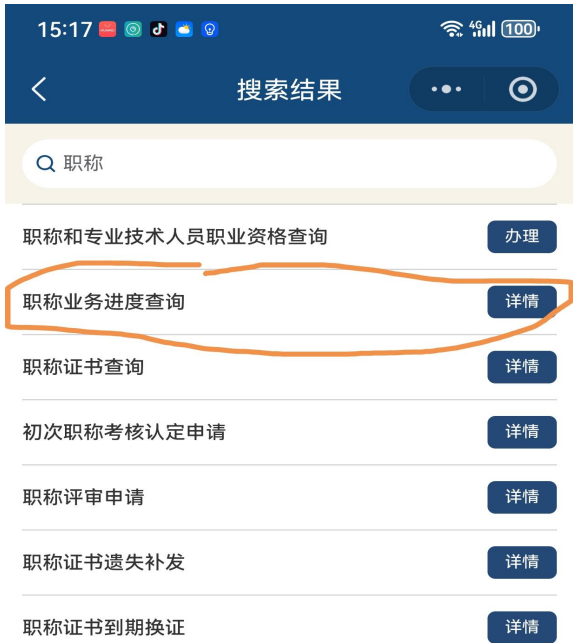 15:17 4G 100
搜索结果
职称
职称和专业技术人员职业资格查询 办理
职称业务进度查询 详情
职称证书查询 详情
初次职称考核认定申请 详情
职称评审申请 详情
职称证书遗失补发 详情
职称证书到期换证 详情